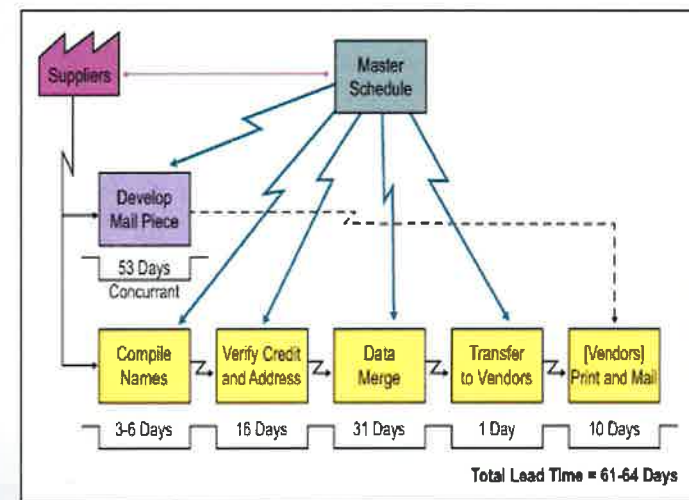 Suppliers
Master
Schedule
Develop
Mail Piece
53 Days
Concurrant
Compile
Names
Verify Credit
and Address
Data
Merge
Transfer
to Vendors
[Vendors]
Print and Mail
3-6 Days
16 Days
31 Days
1 Day
10 Days
Total Lead Time = 61-64 Days